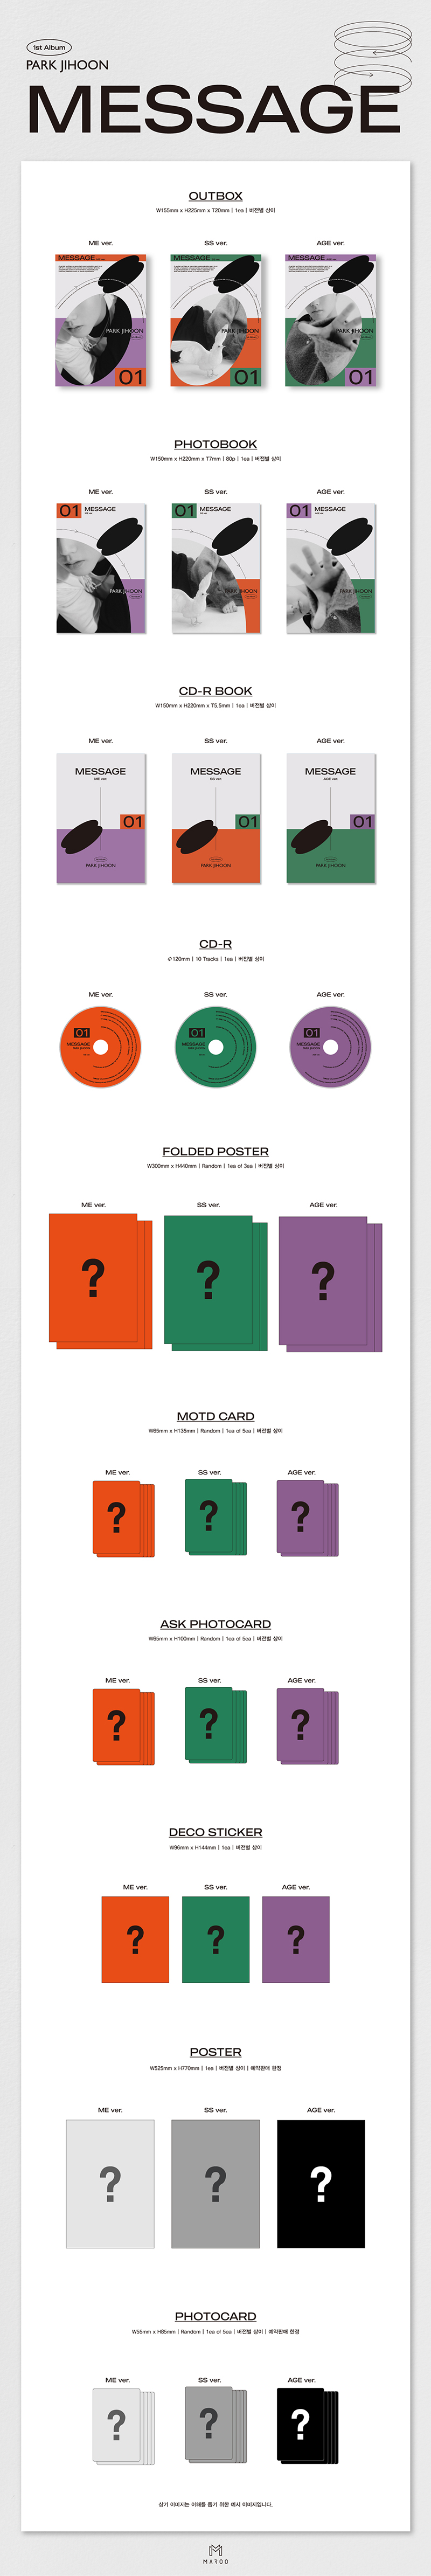 1st Album
PARK JIHOON
MESSAGE
OUTBOX
W155mm x H225mm x T20mm | 1ea | 버전별 상이
ME ver. SS ver. AGE ver.
MESSAGE MESSAGE MESSAGE
PARK JIHOON PARK JIHOON PARK JIHOON
01 01 01
PHOTOBOOK
W150mm x H220mm x T7mm | 80p | 1ea | 버전별 상이
ME ver. SS ver. AGE ver.
01 MESSAGE 01 MESSAGE 01 MESSAGE
PARK JIHOON PARK JIHOON PARK JIHOON
CD-R BOOK
W150mm x H220mm x T5.5mm | 1ea | 버전별 상이
ME ver. SS ver. AGE ver.
MESSAGE MESSAGE MESSAGE
ME ver. SS ver. AGE ver.
01 01 01
PARK JIHOON PARK JIHOON PARK JIHOON
CD-R
Φ120mm | 10 Tracks | 1ea | 버전별 상이
ME ver. SS ver. AGE ver.
01 01 01
MESSAGE MESSAGE MESSAGE
FOLDED POSTER
W300mm x H440mm | Random | 1ea of 3ea | 버전별 상이
ME ver. SS ver. AGE ver.
? ? ?
MOTD CARD
W65mm x H135mm | Random | 1ea of 5ea | 버전별 상이
ME ver. SS ver. AGE ver.
? ? ?
ASK PHOTOCARD
W65mm x H100mm | Random | 1ea of 5ea | 버전별 상이
ME ver. SS ver. AGE ver.
? ? ?
DECO STICKER
W96mm x H144mm | 1ea | 버전별 상이
ME ver. SS ver. AGE ver.
? ? ?
POSTER
W525mm x H770mm | 1ea | 버전별 상이 | 예약판매 한정
ME ver. SS ver. AGE ver.
? ? ?
PHOTOCARD
W55mm x H85mm | Random | 1ea of 5ea | 버전별 상이 | 예약판매 한정
ME ver. SS ver. AGE ver.
? ? ?
상기 이미지는 이해를 돕기 위한 예시 이미지입니다.
MAROO